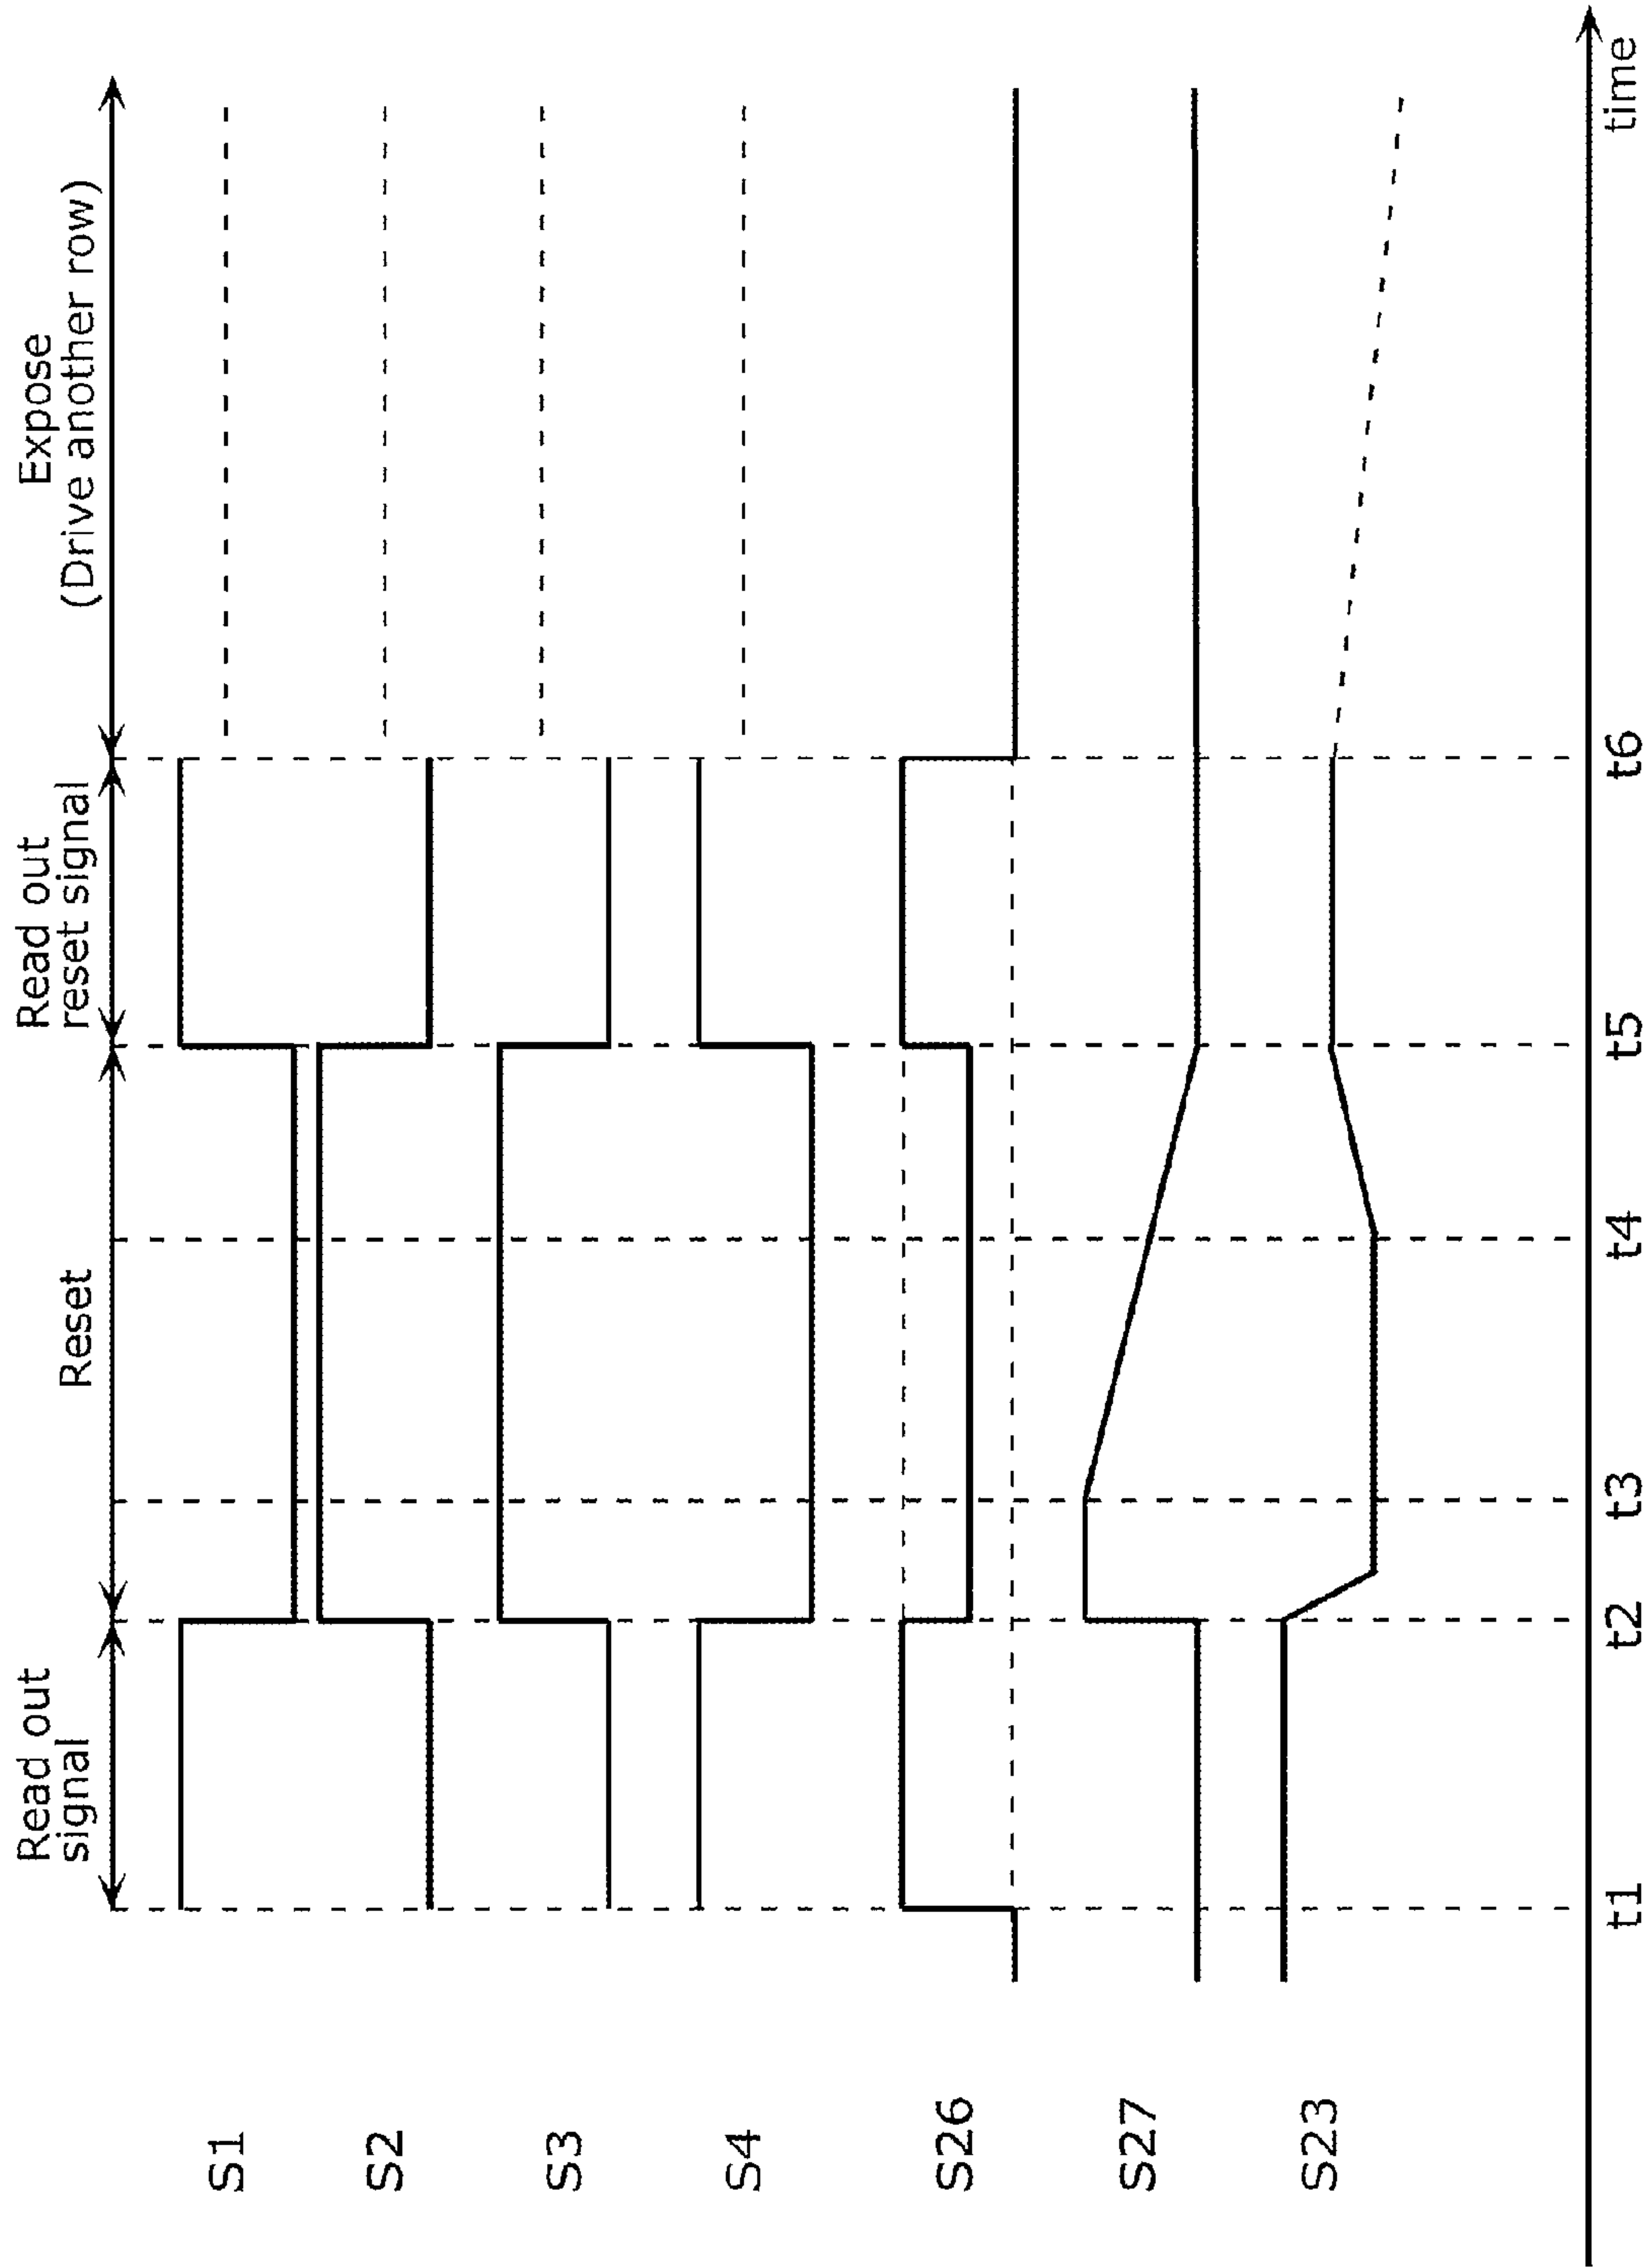 Read out
signal
Reset
Read out
reset signal
Expose
(Drive another row)
S1
S2
S3
S4
S26
S27
S23
t1
t2
t3
t4
t5
t6
time